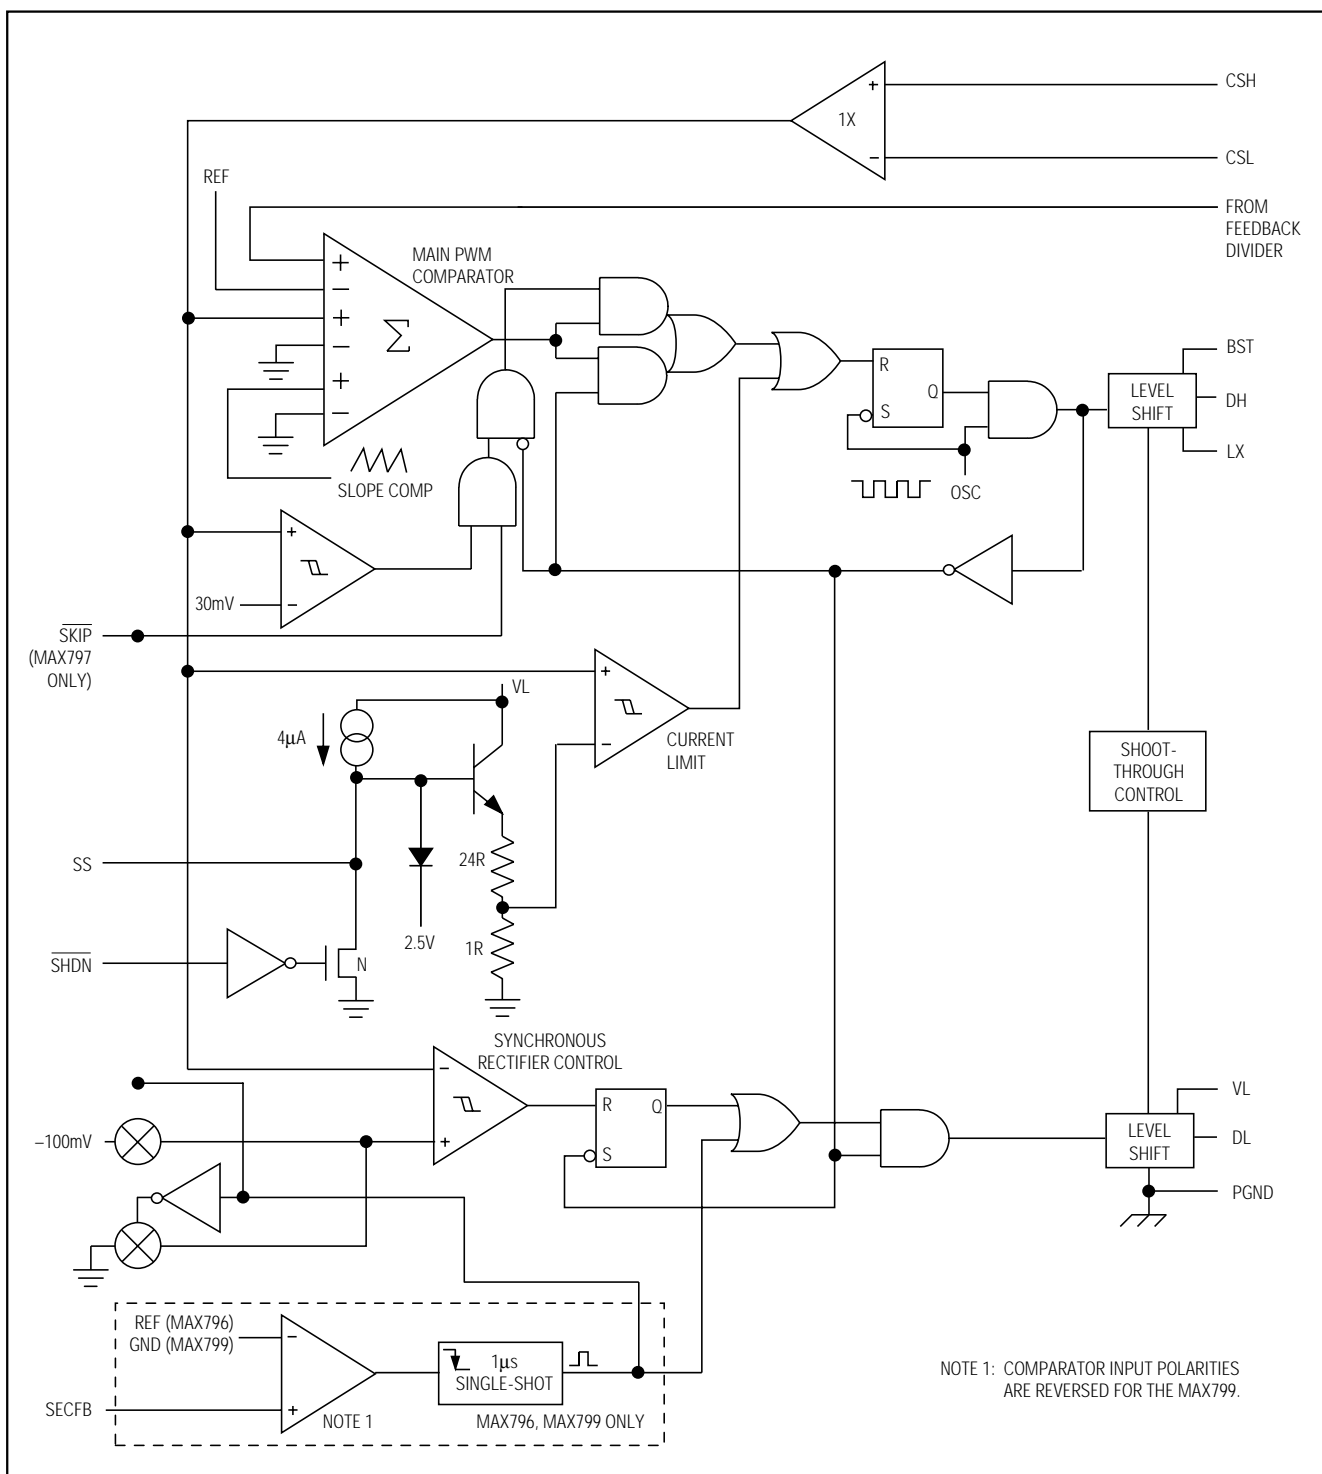 CSH
1X
CSL
REF
FROM
FEEDBACK
DIVIDER
MAIN PWM
COMPARATOR
+
−
+
−
+
−
Σ
BST
R
Q
S
LEVEL
SHIFT
DH
LX
SLOPE COMP
OSC
+
30mV
−
SKIP
(MAX797
ONLY)
+
−
VL
4µA
CURRENT
LIMIT
SHOOT-
THROUGH
CONTROL
SS
24R
2.5V
1R
SHDN
N
SYNCHRONOUS
RECTIFIER CONTROL
−
+
–100mV
R
Q
S
VL
LEVEL
SHIFT
DL
PGND
REF (MAX796)
GND (MAX799)
−
+
1µs
SINGLE-SHOT
SECFB
NOTE 1
MAX796, MAX799 ONLY
NOTE 1: COMPARATOR INPUT POLARITIES
ARE REVERSED FOR THE MAX799.